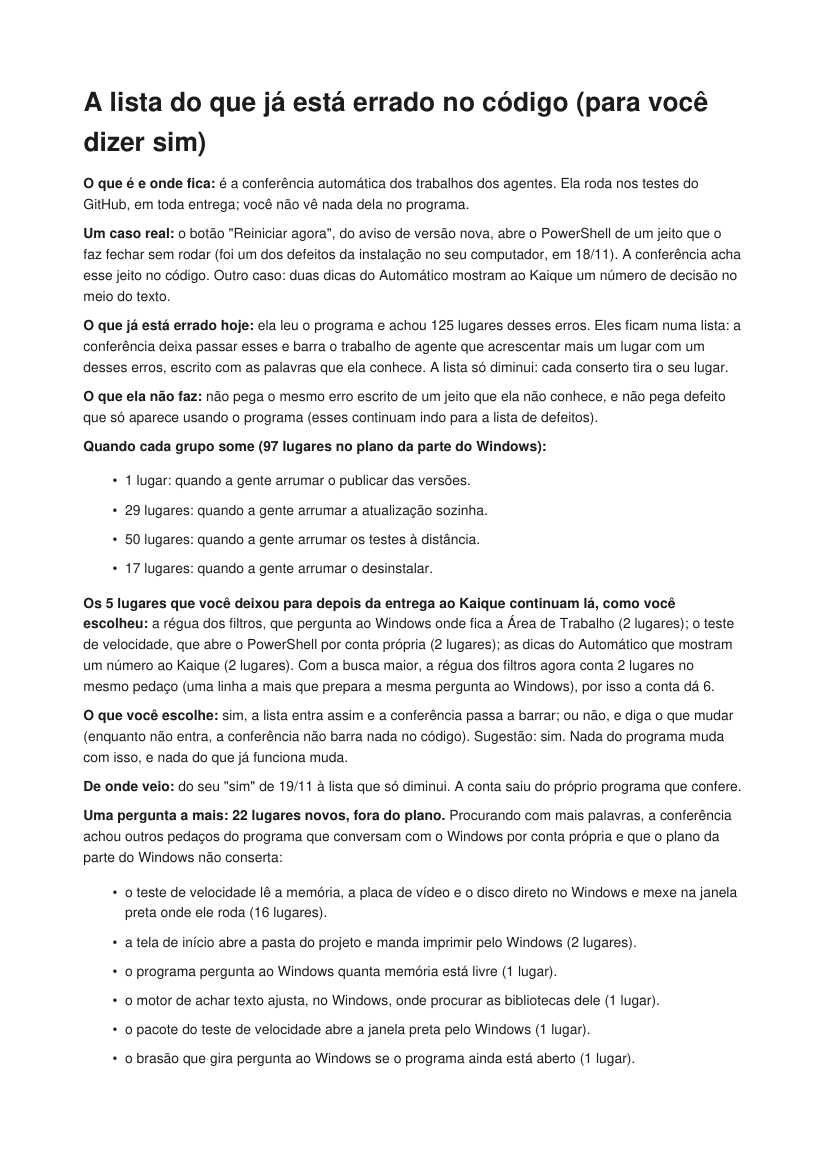 A lista do que já está errado no código (para você
dizer sim)
O que é e onde fica: é a conferência automática dos trabalhos dos agentes. Ela roda nos testes do
GitHub, em toda entrega; você não vê nada dela no programa.
Um caso real: o botão "Reiniciar agora", do aviso de versão nova, abre o PowerShell de um jeito que o
faz fechar sem rodar (foi um dos defeitos da instalação no seu computador, em 18/11). A conferência acha
esse jeito no código. Outro caso: duas dicas do Automático mostram ao Kaique um número de decisão no
meio do texto.
O que já está errado hoje: ela leu o programa e achou 125 lugares desses erros. Eles ficam numa lista: a
conferência deixa passar esses e barra o trabalho de agente que acrescentar mais um lugar com um
desses erros, escrito com as palavras que ela conhece. A lista só diminui: cada conserto tira o seu lugar.
O que ela não faz: não pega o mesmo erro escrito de um jeito que ela não conhece, e não pega defeito
que só aparece usando o programa (esses continuam indo para a lista de defeitos).
Quando cada grupo some (97 lugares no plano da parte do Windows):
• 1 lugar: quando a gente arrumar o publicar das versões.
• 29 lugares: quando a gente arrumar a atualização sozinha.
• 50 lugares: quando a gente arrumar os testes à distância.
• 17 lugares: quando a gente arrumar o desinstalar.
Os 5 lugares que você deixou para depois da entrega ao Kaique continuam lá, como você
escolheu: a régua dos filtros, que pergunta ao Windows onde fica a Área de Trabalho (2 lugares); o teste
de velocidade, que abre o PowerShell por conta própria (2 lugares); as dicas do Automático que mostram
um número ao Kaique (2 lugares). Com a busca maior, a régua dos filtros agora conta 2 lugares no
mesmo pedaço (uma linha a mais que prepara a mesma pergunta ao Windows), por isso a conta dá 6.
O que você escolhe: sim, a lista entra assim e a conferência passa a barrar; ou não, e diga o que mudar
(enquanto não entra, a conferência não barra nada no código). Sugestão: sim. Nada do programa muda
com isso, e nada do que já funciona muda.
De onde veio: do seu "sim" de 19/11 à lista que só diminui. A conta saiu do próprio programa que confere.
Uma pergunta a mais: 22 lugares novos, fora do plano. Procurando com mais palavras, a conferência
achou outros pedaços do programa que conversam com o Windows por conta própria e que o plano da
parte do Windows não conserta:
• o teste de velocidade lê a memória, a placa de vídeo e o disco direto no Windows e mexe na janela
preta onde ele roda (16 lugares).
• a tela de início abre a pasta do projeto e manda imprimir pelo Windows (2 lugares).
• o programa pergunta ao Windows quanta memória está livre (1 lugar).
• o motor de achar texto ajusta, no Windows, onde procurar as bibliotecas dele (1 lugar).
• o pacote do teste de velocidade abre a janela preta pelo Windows (1 lugar).
• o brasão que gira pergunta ao Windows se o programa ainda está aberto (1 lugar).